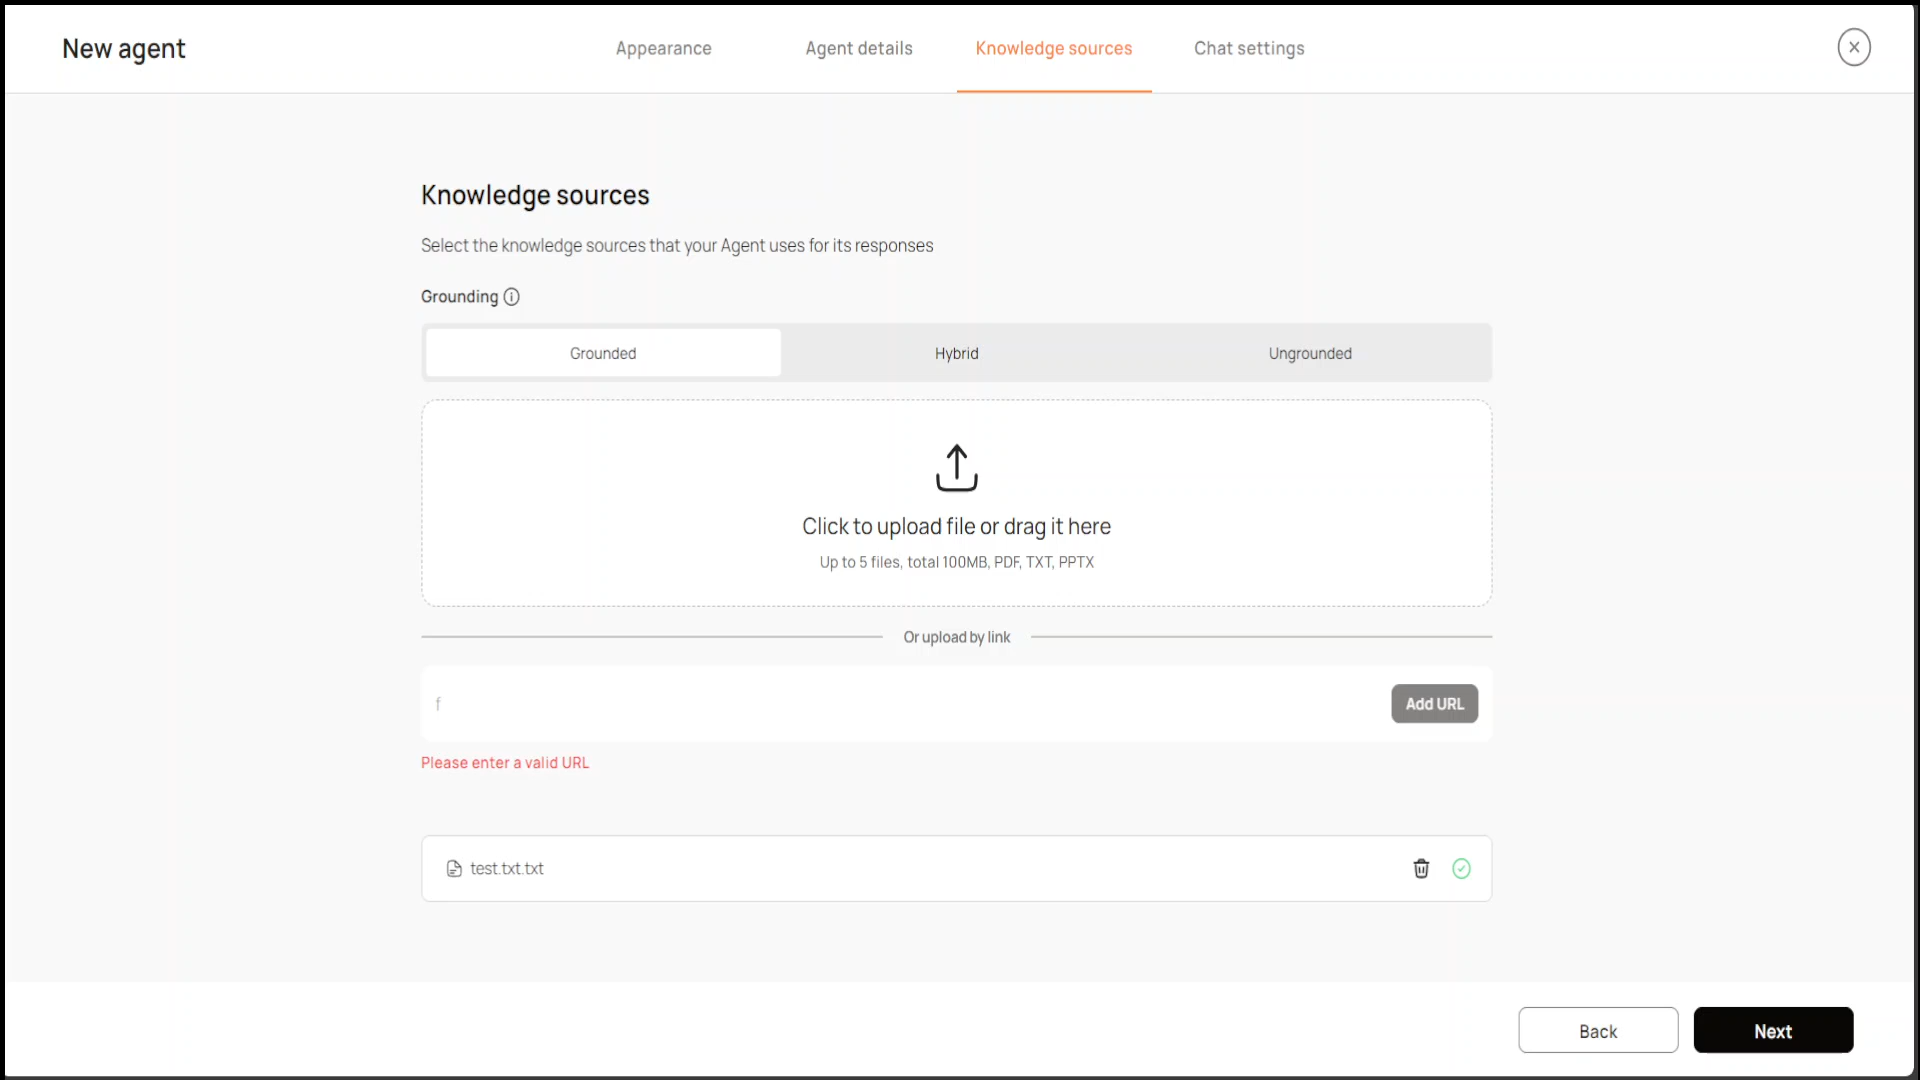 New agent
Appearance
Agent details
Knowledge sources
Chat settings
Knowledge sources
Select the knowledge sources that your Agent uses for its responses
Grounding
Grounded
Hybrid
Ungrounded
Click to upload file or drag it here
Up to 5 files, total 100MB, PDF, TXT, PPTX
Or upload by link
f
Add URL
Please enter a valid URL
test.txt.txt
Back
Next